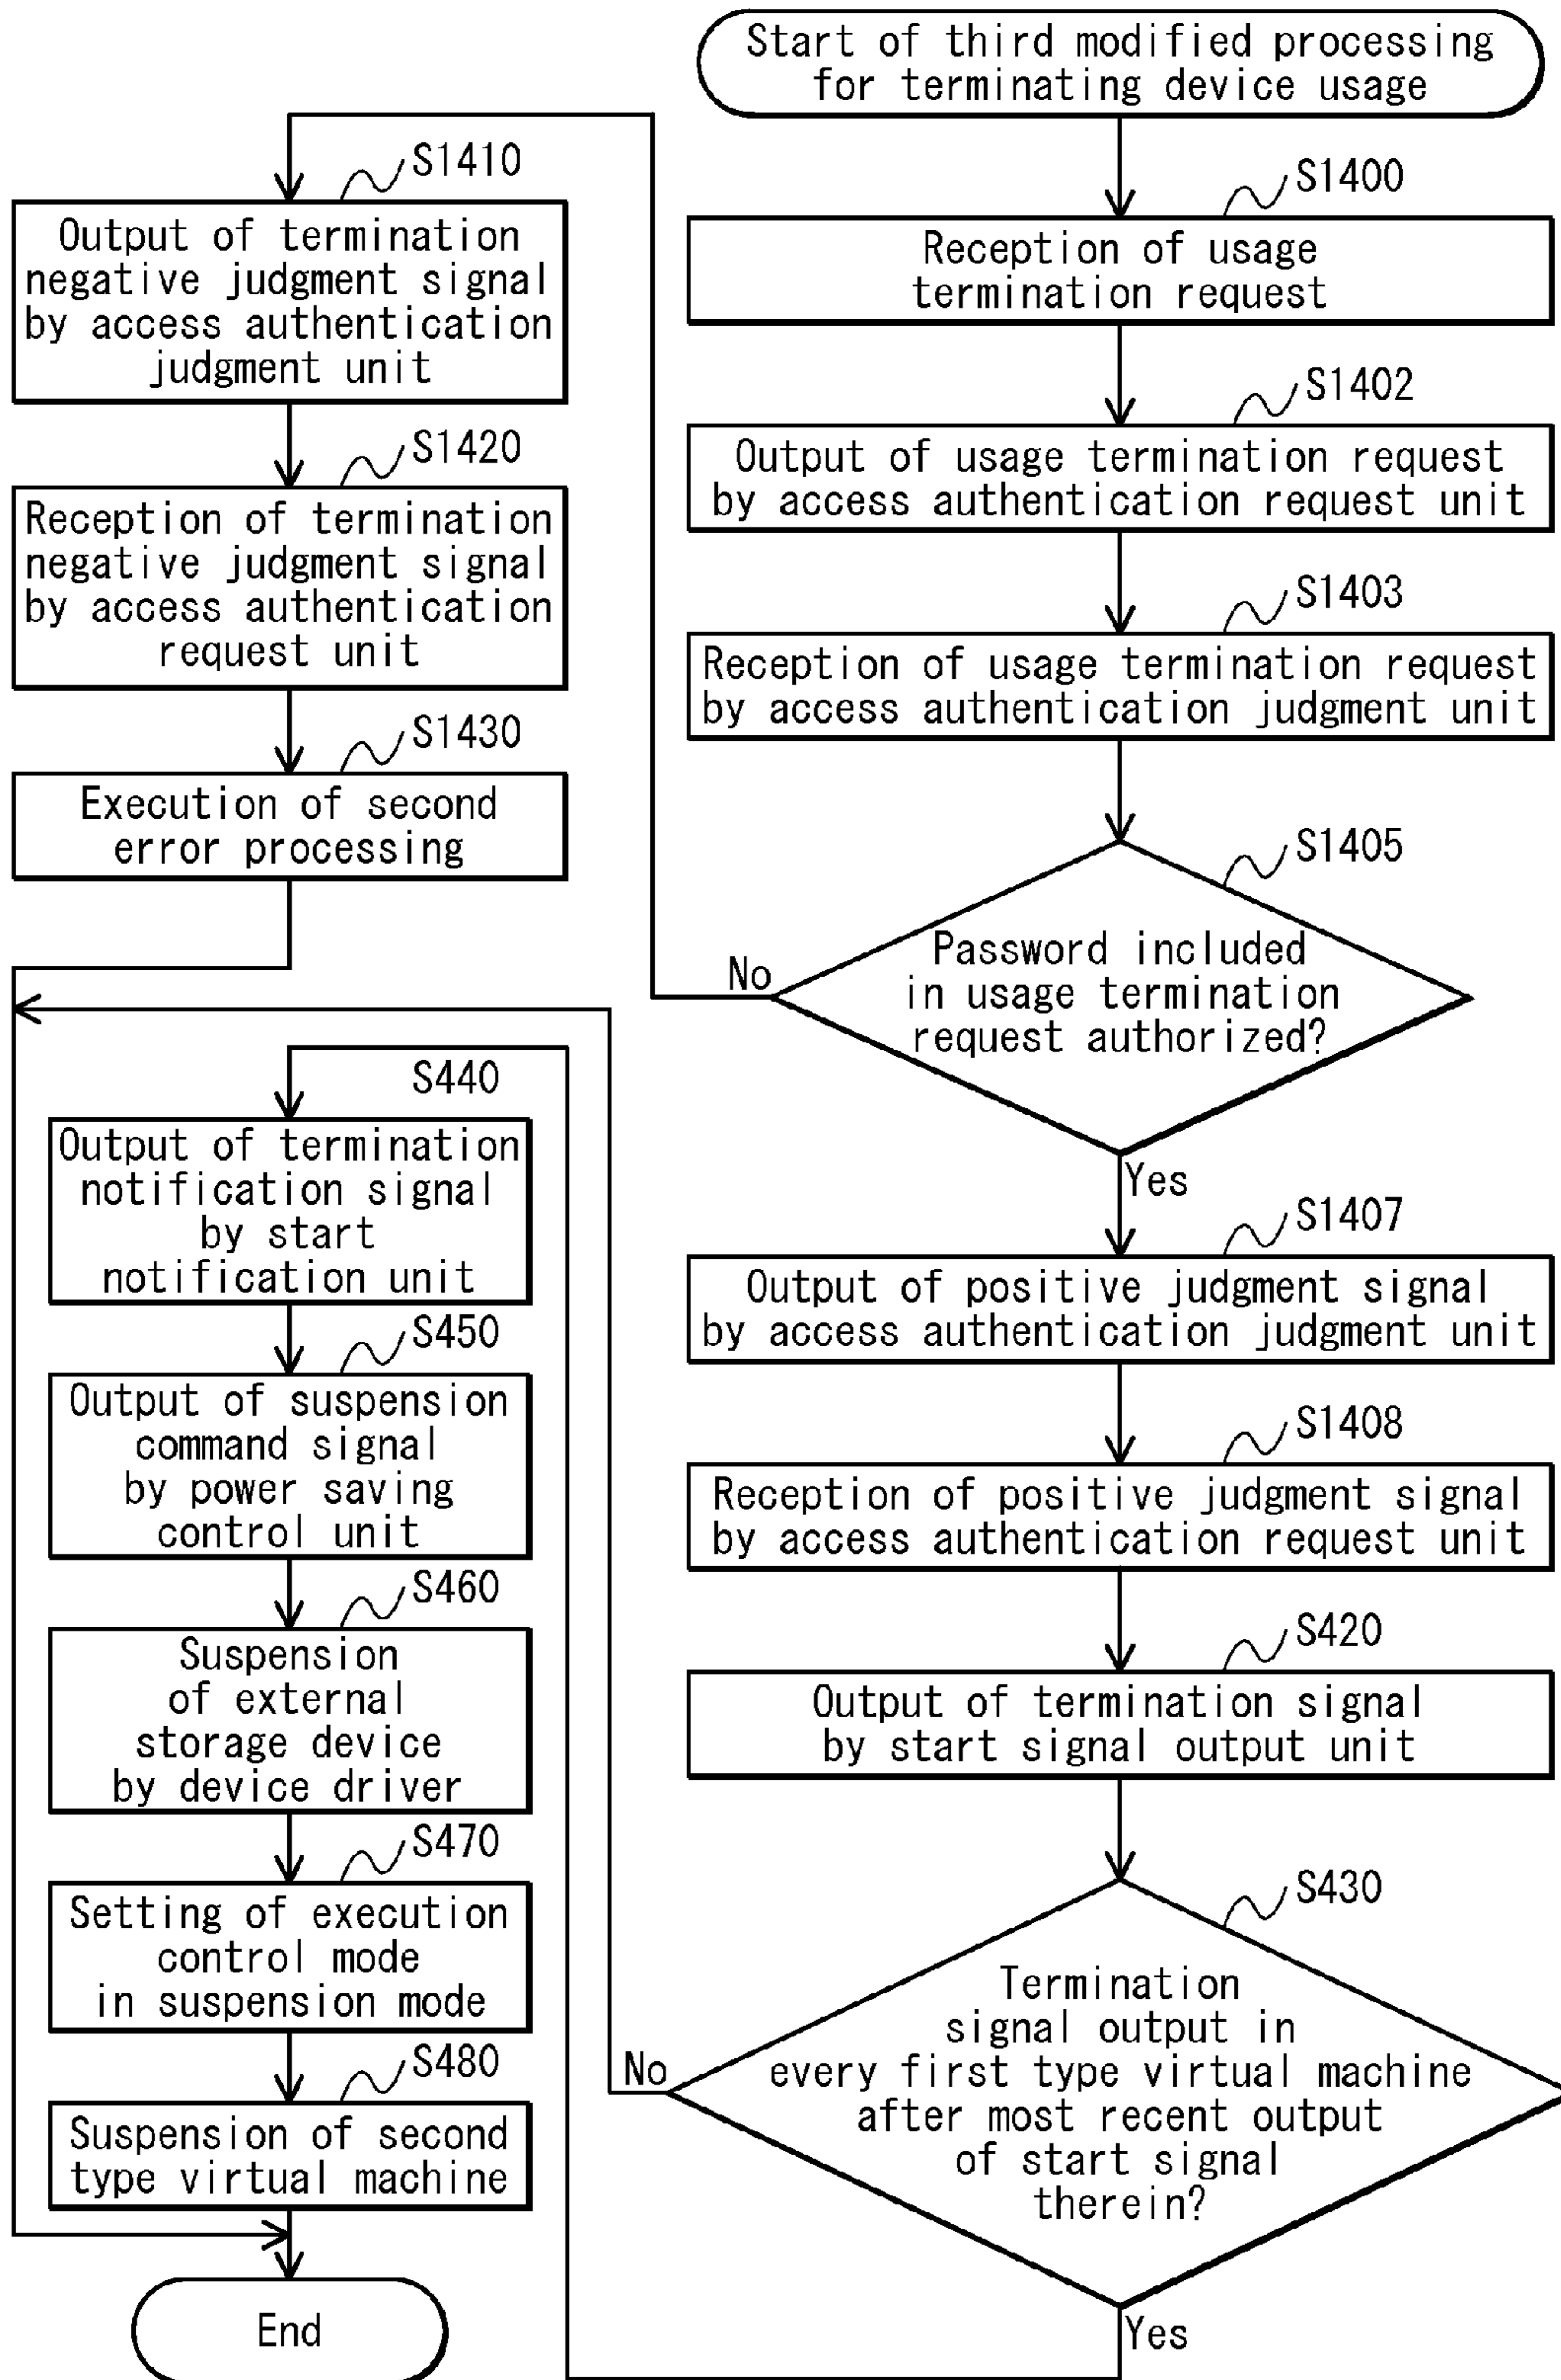 Start of third modified processing
for terminating device usage
S1400
Reception of usage
termination request
S1402
Output of usage termination request
by access authentication request unit
S1403
Reception of usage termination request
by access authentication judgment unit
S1405
Password included
in usage termination
request authorized?
No
Yes
S1407
Output of positive judgment signal
by access authentication judgment unit
S1408
Reception of positive judgment signal
by access authentication request unit
S420
Output of termination signal
by start signal output unit
S430
Termination
signal output in
every first type virtual machine
after most recent output
of start signal
therein?
No
Yes
S1410
Output of termination
negative judgment signal
by access authentication
judgment unit
S1420
Reception of termination
negative judgment signal
by access authentication
request unit
S1430
Execution of second
error processing
S440
Output of termination
notification signal
by start
notification unit
S450
Output of suspension
command signal
by power saving
control unit
S460
Suspension
of external
storage device
by device driver
S470
Setting of execution
control mode
in suspension mode
S480
Suspension of second
type virtual machine
End